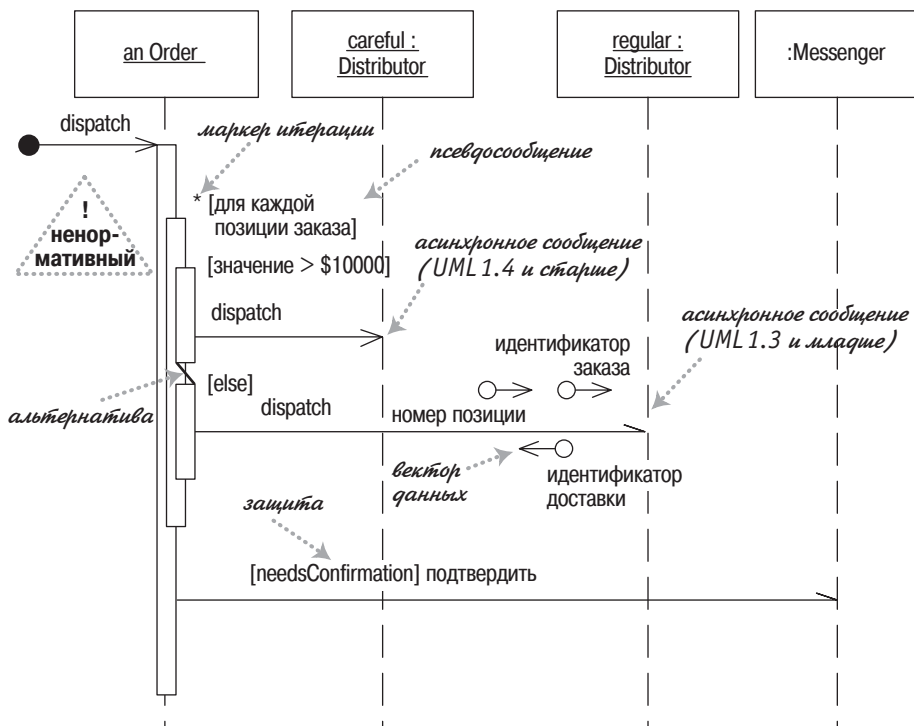 an Order
careful :
Distributor
regular :
Distributor
:Messenger
dispatch
маркер итерации
псевдосообщение
!
ненор-
мативный
* [для каждой
позиции заказа]
[значение > $10000]
асинхронное сообщение
(UML 1.4 и старше)
dispatch
асинхронное сообщение
(UML 1.3 и младше)
идентификатор
заказа
[else]
альтернатива
dispatch
номер позиции
вектор
данных
идентификатор
доставки
защита
[needsConfirmation] подтвердить